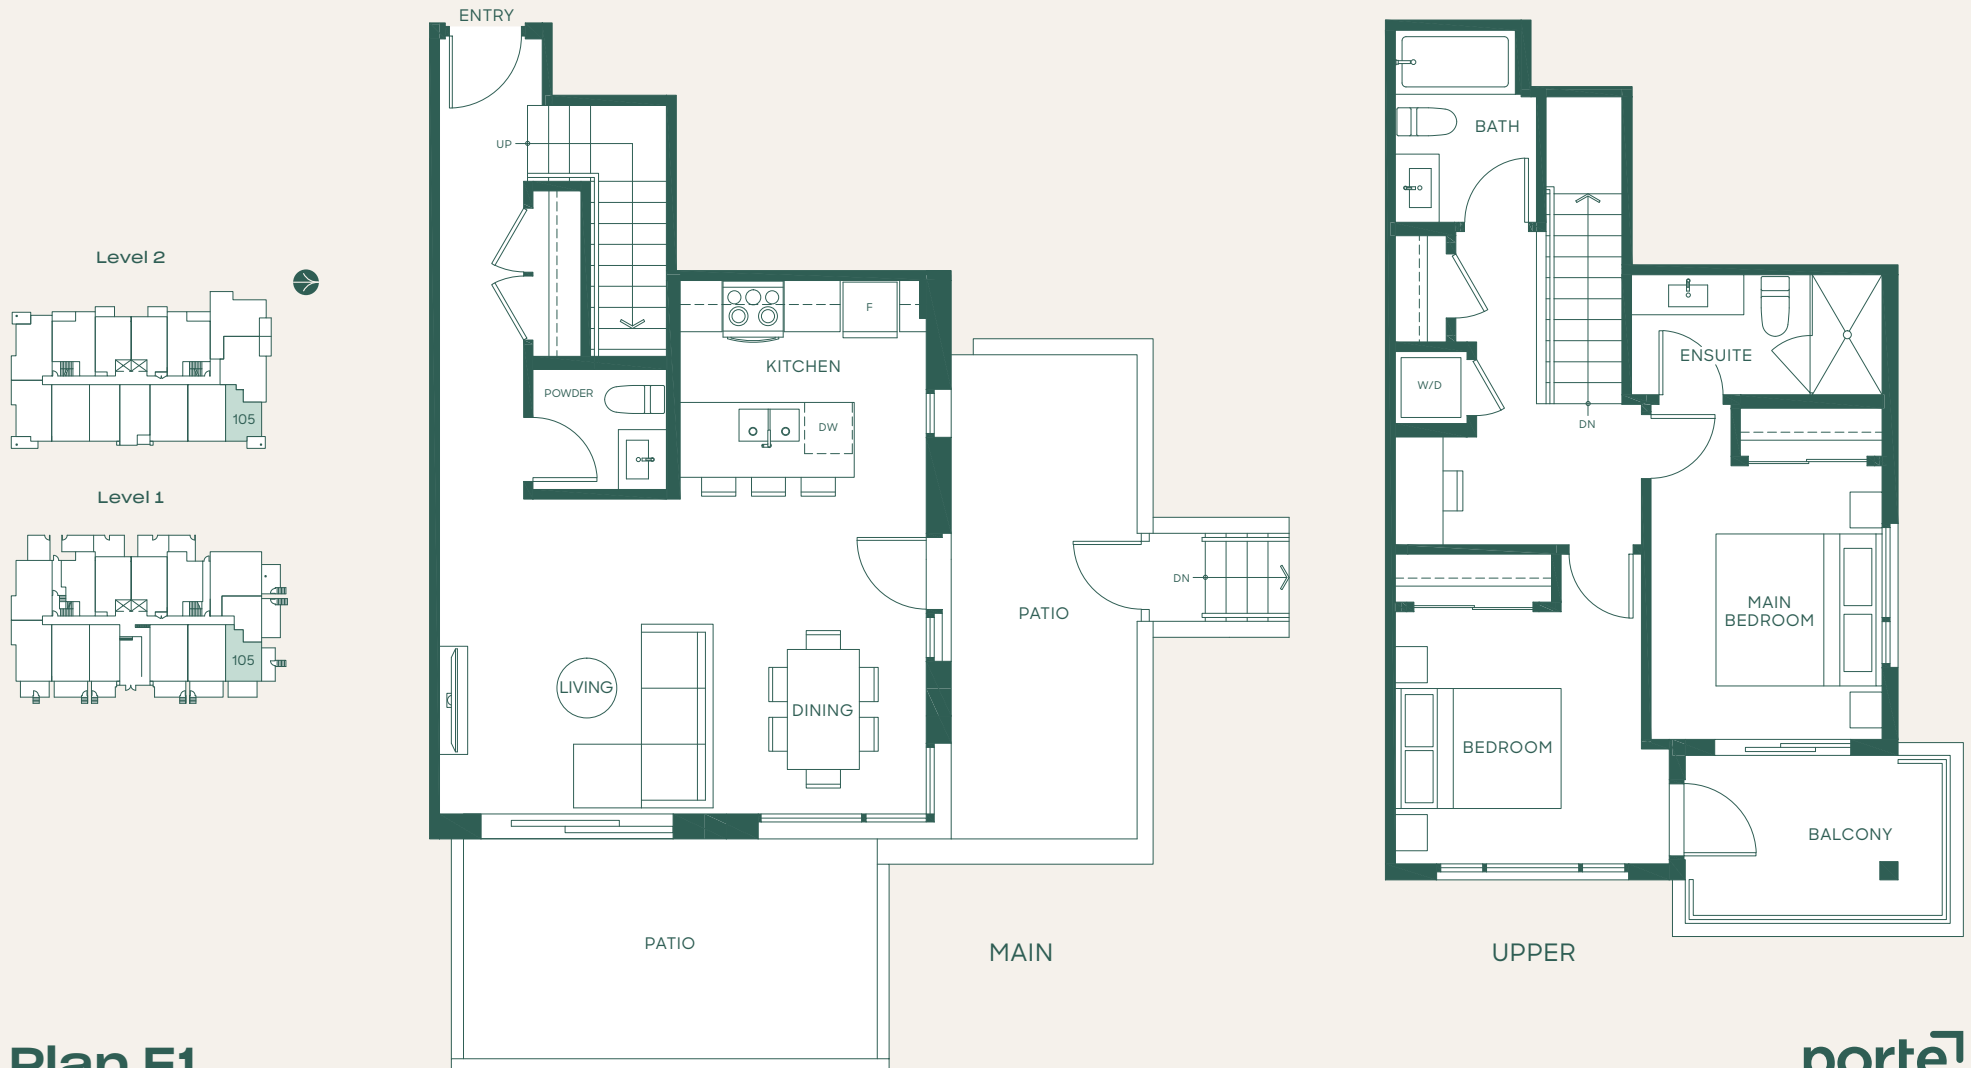 ENTRY
UP
BATH
Level 2
F
KITCHEN
ENSUITE
POWDER
W/D
105
DW
DN
Level 1
DN
MAIN
BEDROOM
PATIO
105
LIVING
DINING
BEDROOM
BALCONY
PATIO
MAIN
UPPER
Plan E1
porte